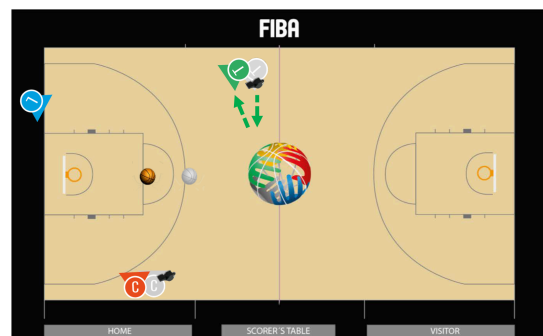 FIBA
T T
L
C C
HOME
SCORER´S TABLE
VISITOR